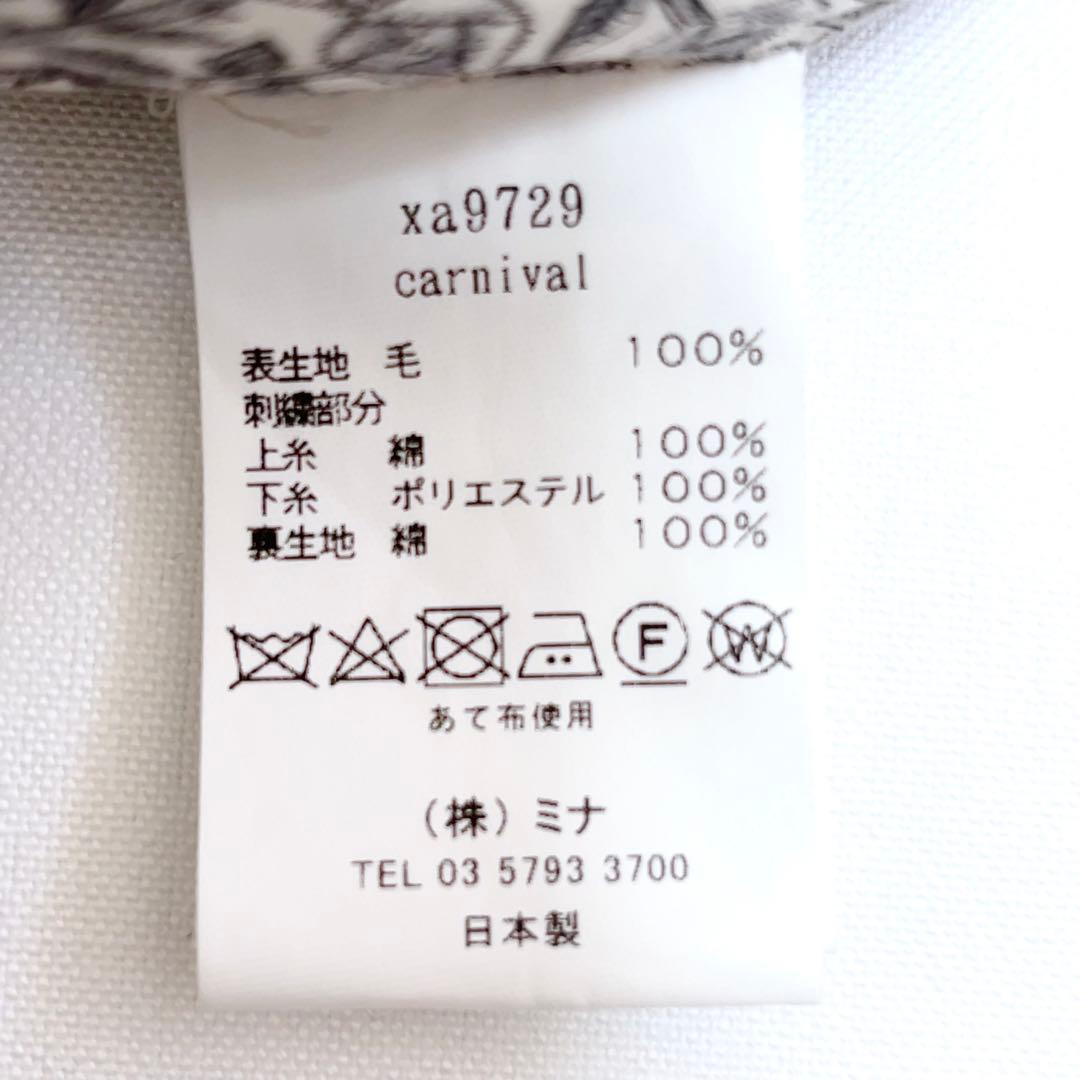 xa9729
carnival
表生地 毛 100%
刺繍部分
上糸 綿 100%
下糸 ポリエステル 100%
裏生地 綿 100%
F W
あて布使用
(株)ミナ
TEL 03 5793 3700
日本製